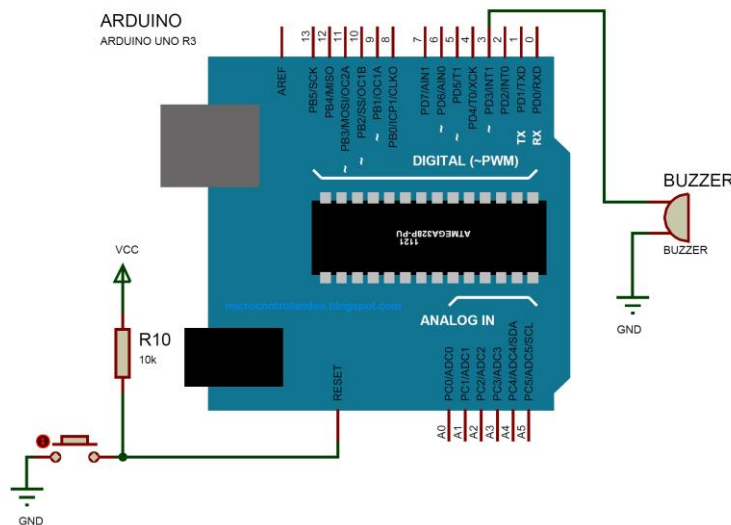 ARDUINO
ARDUINO UNO R3
AREF
13
12
11
10
9
8
7
6
5
4
3
2
1
0
PB5/SCK
PB4/MISO
PB3/MOSI/OC2A
~
PB2/SS/OC1B
~
PB1/OC1A
~
PB0/ICP1/CLKO
PD7/AIN1
PD6/AIN0
~
PD5/T1
~
PD4/T0/XCK
PD3/INT1
~
PD2/INT0
PD1/TXD
PD0/RXD
TX
RX
DIGITAL (~PWM)
BUZZER
BUZZER
GND
ATMEGA328P-PU
1121
microcontrolandos.blogspot.com
ANALOG IN
VCC
R10
10k
RESET
PC0/ADC0
PC1/ADC1
PC2/ADC2
PC3/ADC3
PC4/ADC4/SDA
PC5/ADC5/SCL
A0
A1
A2
A3
A4
A5
GND